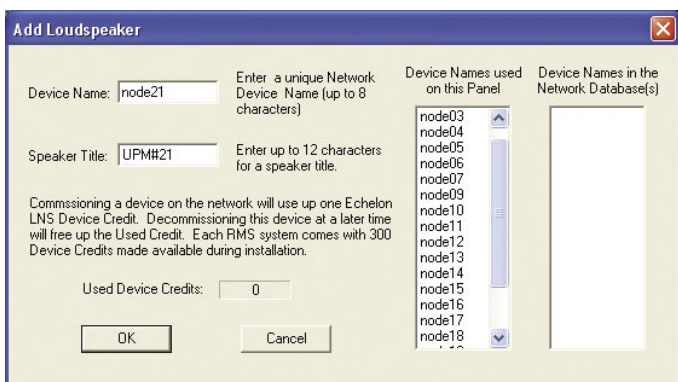 Add Loudspeaker
Device Name:
node21
Enter a unique Network
Device Name (up to 8
characters)
Speaker Title:
UPM#21
Enter up to 12 characters
for a speaker title.
Commssioning a device on the network will use up one Echelon
LNS Device Credit. Decommissioning this device at a later time
will free up the Used Credit. Each RMS system comes with 300
Device Credits made available during installation.
Used Device Credits:
0
OK
Cancel
Device Names used
on this Panel
node03
node04
node05
node06
node07
node09
node10
node11
node12
node13
node14
node15
node16
node17
node18
Device Names in the
Network Database(s)